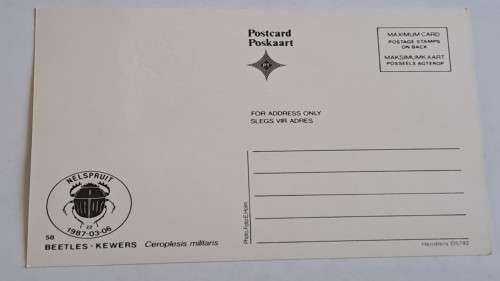 Postcard
Poskaart
MAXIMUM CARD
POSTAGE STAMPS
ON BACK
MAKSIMUMKAART
POSSEËLS AGTEROP
FOR ADDRESS ONLY
SLEGS VIR ADRES
NELSPRUIT
22
1987-03-06
58
BEETLES - KEWERS Ceroplesis militaris